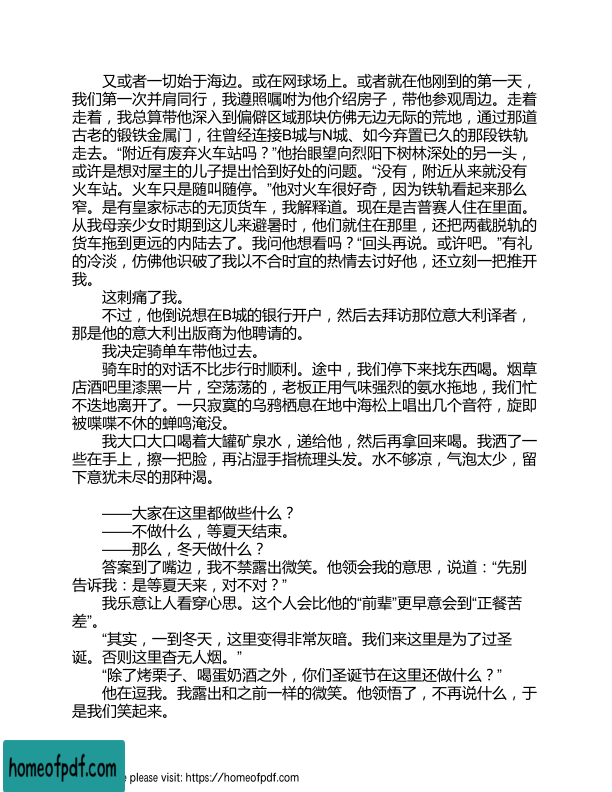 又或者一切始于海边。或在网球场上。或者就在他刚到的第一天，
我们第一次并肩同行，我遵照嘱咐为他介绍房子，带他参观周边。走着
走着，我总算带他深入到偏僻区域那块仿佛无边无际的荒地，通过那道
古老的锻铁金属门，往曾经连接B城与N城、如今弃置已久的那段铁轨
走去。“附近有废弃火车站吗？”他抬眼望向烈阳下树林深处的另一头，
或许是想对屋主的儿子提出恰到好处的问题。“没有，附近从来就没有
火车站。火车只是随叫随停。”他对火车很好奇，因为铁轨看起来那么
窄。是有皇家标志的无顶货车，我解释道。现在是吉普赛人住在里面。
从我母亲少女时期到这儿来避暑时，他们就住在那里，还把两截脱轨的
货车拖到更远的内陆去了。我问他想看吗？“回头再说。或许吧。”有礼
的冷淡，仿佛他识破了我以不合时宜的热情去讨好他，还立刻一把推开
我。
这刺痛了我。
不过，他倒说想在B城的银行开户，然后去拜访那位意大利译者，
那是他的意大利出版商为他聘请的。
我决定骑单车带他过去。
骑车时的对话不比步行时顺利。途中，我们停下来找东西喝。烟草
店酒吧里漆黑一片，空荡荡的，老板正用气味强烈的氨水拖地，我们忙
不迭地离开了。一只寂寞的乌鸦栖息在地中海松上唱出几个音符，旋即
被喋喋不休的蝉鸣淹没。
我大口大口喝着大罐矿泉水，递给他，然后再拿回来喝。我洒了一
些在手上，擦一把脸，再沾湿手指梳理头发。水不够凉，气泡太少，留
下意犹未尽的那种渴。
——大家在这里都做些什么？
——不做什么，等夏天结束。
——那么，冬天做什么？
答案到了嘴边，我不禁露出微笑。他领会我的意思，说道：“先别
告诉我：是等夏天来，对不对？”
我乐意让人看穿心思。这个人会比他的“前辈”更早意会到“正餐苦
差”。
“其实，一到冬天，这里变得非常灰暗。我们来这里是为了过圣
诞。否则这里杳无人烟。”
“除了烤栗子、喝蛋奶酒之外，你们圣诞节在这里还做什么？”
他在逗我。我露出和之前一样的微笑。他领悟了，不再说什么，于
是我们笑起来。
homeofpdf.com
e please visit: https://homeofpdf.com